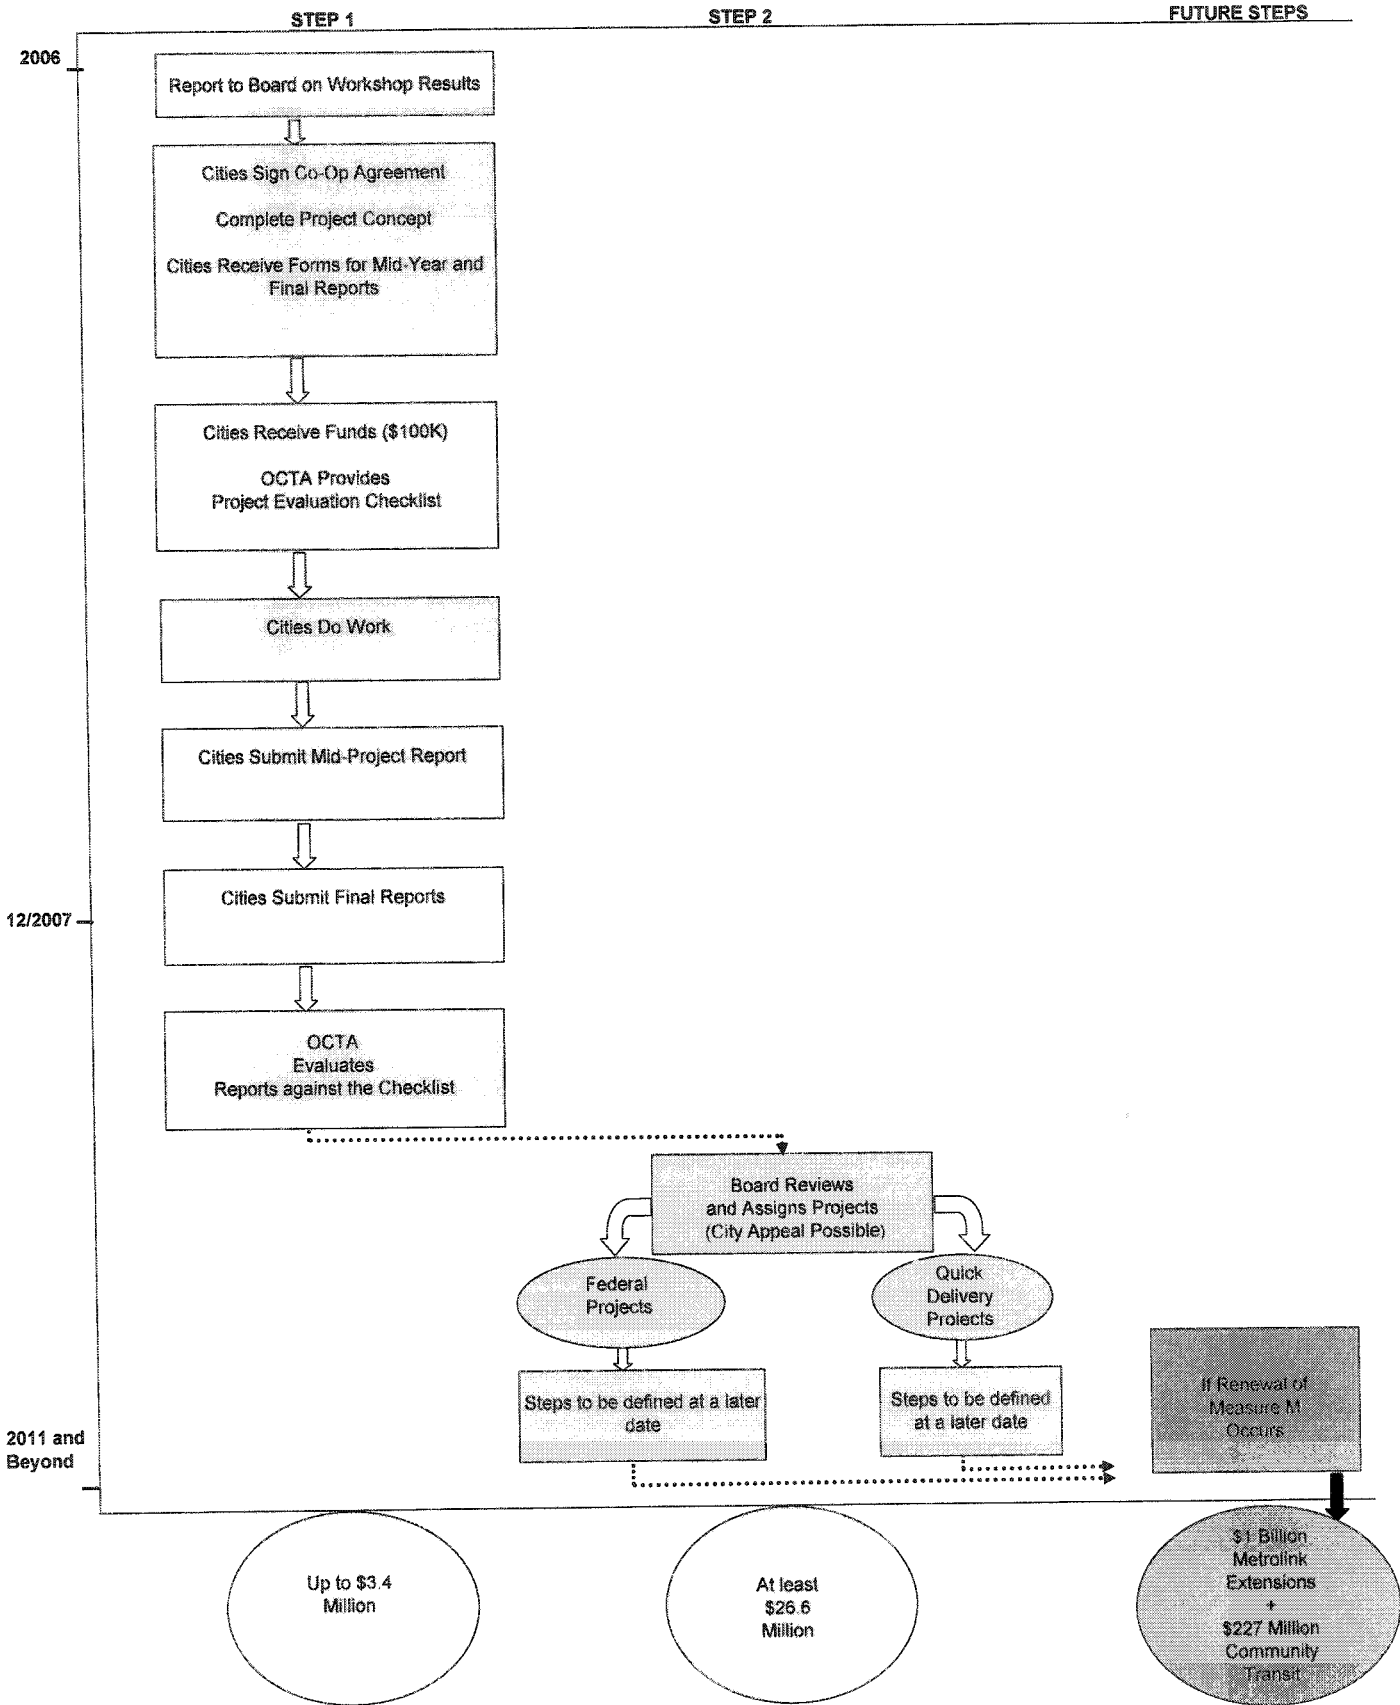 STEP 1
STEP 2
FUTURE STEPS
2006
Report to Board on Workshop Results
Cities Sign Co-Op Agreement
Complete Project Concept
Cities Receive Forms for Mid-Year and
Final Reports
Cities Receive Funds ($100K)
OCTA Provides
Project Evaluation Checklist
Cities Do Work
Cities Submit Mid-Project Report
Cities Submit Final Reports
12/2007
OCTA
Evaluates
Reports against the Checklist
Board Reviews
and Assigns Projects
(City Appeal Possible)
Federal
Projects
Quick
Delivery
Projects
Steps to be defined at a later
date
Steps to be defined
at a later date
If Renewal of
Measure M
Occurs
2011 and
Beyond
Up to $3.4
Million
At least
$26.6
Million
$1 Billion
Metrolink
Extensions
+
$227 Million
Community
Transit